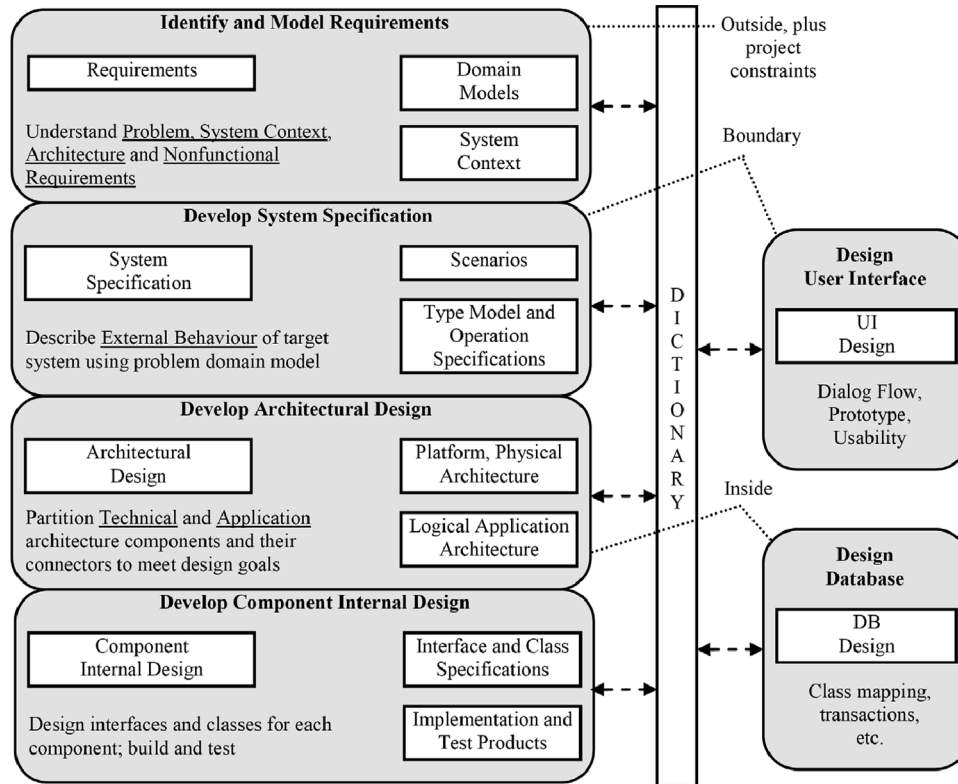 Identify and Model Requirements
Requirements
Domain
Models
System
Context
Understand Problem, System Context,
Architecture and Nonfunctional
Requirements
Develop System Specification
System
Specification
Scenarios
Type Model and
Operation
Specifications
Describe External Behaviour of target
system using problem domain model
Develop Architectural Design
Architectural
Design
Platform, Physical
Architecture
Logical Application
Architecture
Partition Technical and Application
architecture components and their
connectors to meet design goals
Develop Component Internal Design
Component
Internal Design
Interface and Class
Specifications
Implementation and
Test Products
Design interfaces and classes for each
component; build and test
D
I
C
T
I
O
N
A
R
Y
Outside, plus
project
constraints
Boundary
Design
User Interface
UI
Design
Dialog Flow,
Prototype,
Usability
Inside
Design
Database
DB
Design
Class mapping,
transactions,
etc.